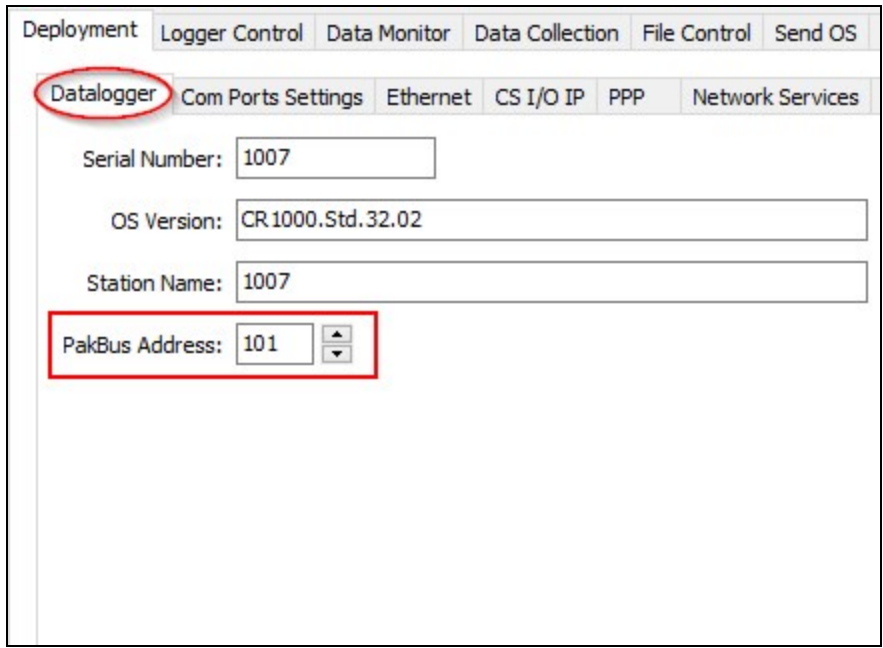 Deployment Logger Control Data Monitor Data Collection File Control Send OS
Datalogger Com Ports Settings Ethernet CS I/O IP PPP Network Services
Serial Number: 1007
OS Version: CR1000.Std.32.02
Station Name: 1007
PakBus Address: 101